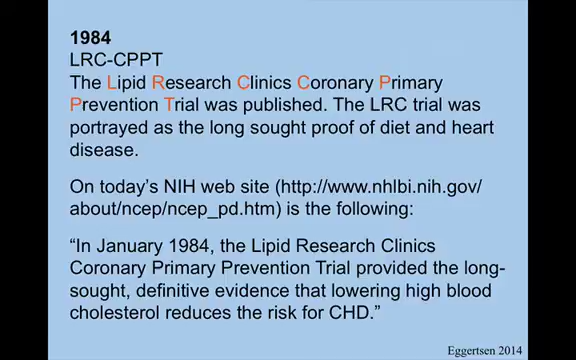 1984
LRC-CPPT
The Lipid Research Clinics Coronary Primary
Prevention Trial was published. The LRC trial was
portrayed as the long sought proof of diet and heart
disease.
On today's NIH web site (http://www.nhlbi.nih.gov/
about/ncep/ncep_pd.htm) is the following:
“In January 1984, the Lipid Research Clinics
Coronary Primary Prevention Trial provided the long-
sought, definitive evidence that lowering high blood
cholesterol reduces the risk for CHD.”
Eggertsen 2014